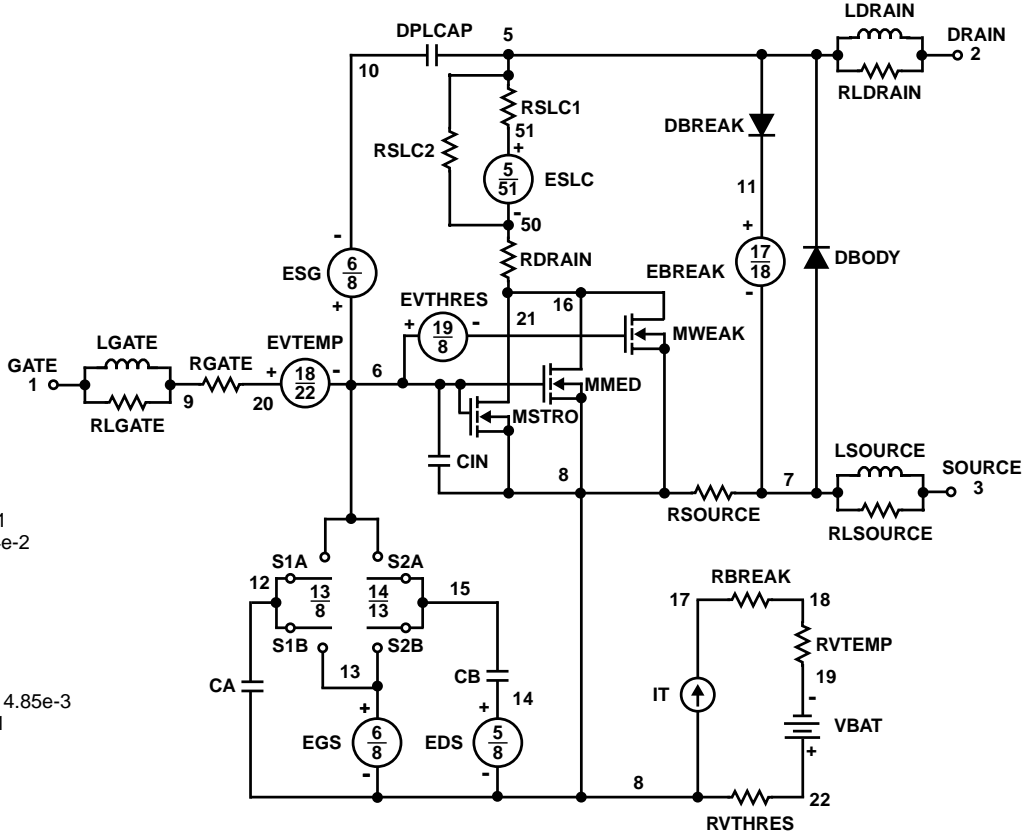 LDRAIN
DPLCAP 5 DRAIN
10 2
RLDRAIN
RSLC1
DBREAK
51
+
RSLC2
5
51
ESLC
11
-
50
+
-
17
18
RDRAIN
EBREAK
DBODY
6
8
ESG
-
EVTHRES
16
+
21
+ 19
8 -
MWEAK
LGATE
EVTEMP
GATE RGATE
1
+ 18
22 -
6
MMED
9 20
MSTRO
RLGATE
LSOURCE
CIN
8 7
SOURCE
3
RSOURCE
RLSOURCE
1
e-2
S1A S2A
RBREAK
12
13
8
14
13
15
17 18
S1B S2B
RVTEMP
13
CB
19
CA
IT
-
14
4.85e-3
+ +
VBAT
EGS 6
8
EDS 5
8
+
- -
8
22
RVTHRES